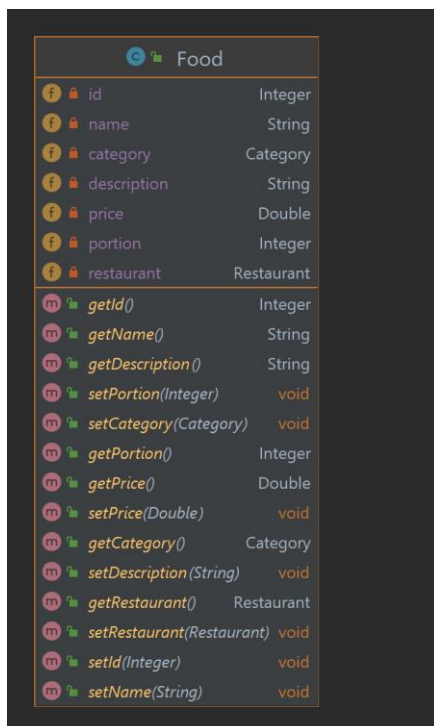 Food
id Integer
name String
category Category
description String
price Double
portion Integer
restaurant Restaurant
getId() Integer
getName() String
getDescription() String
setPortion(Integer) void
setCategory(Category) void
getPortion() Integer
getPrice() Double
setPrice(Double) void
getCategory() Category
setDescription(String) void
getRestaurant() Restaurant
setRestaurant(Restaurant) void
setId(Integer) void
setName(String) void